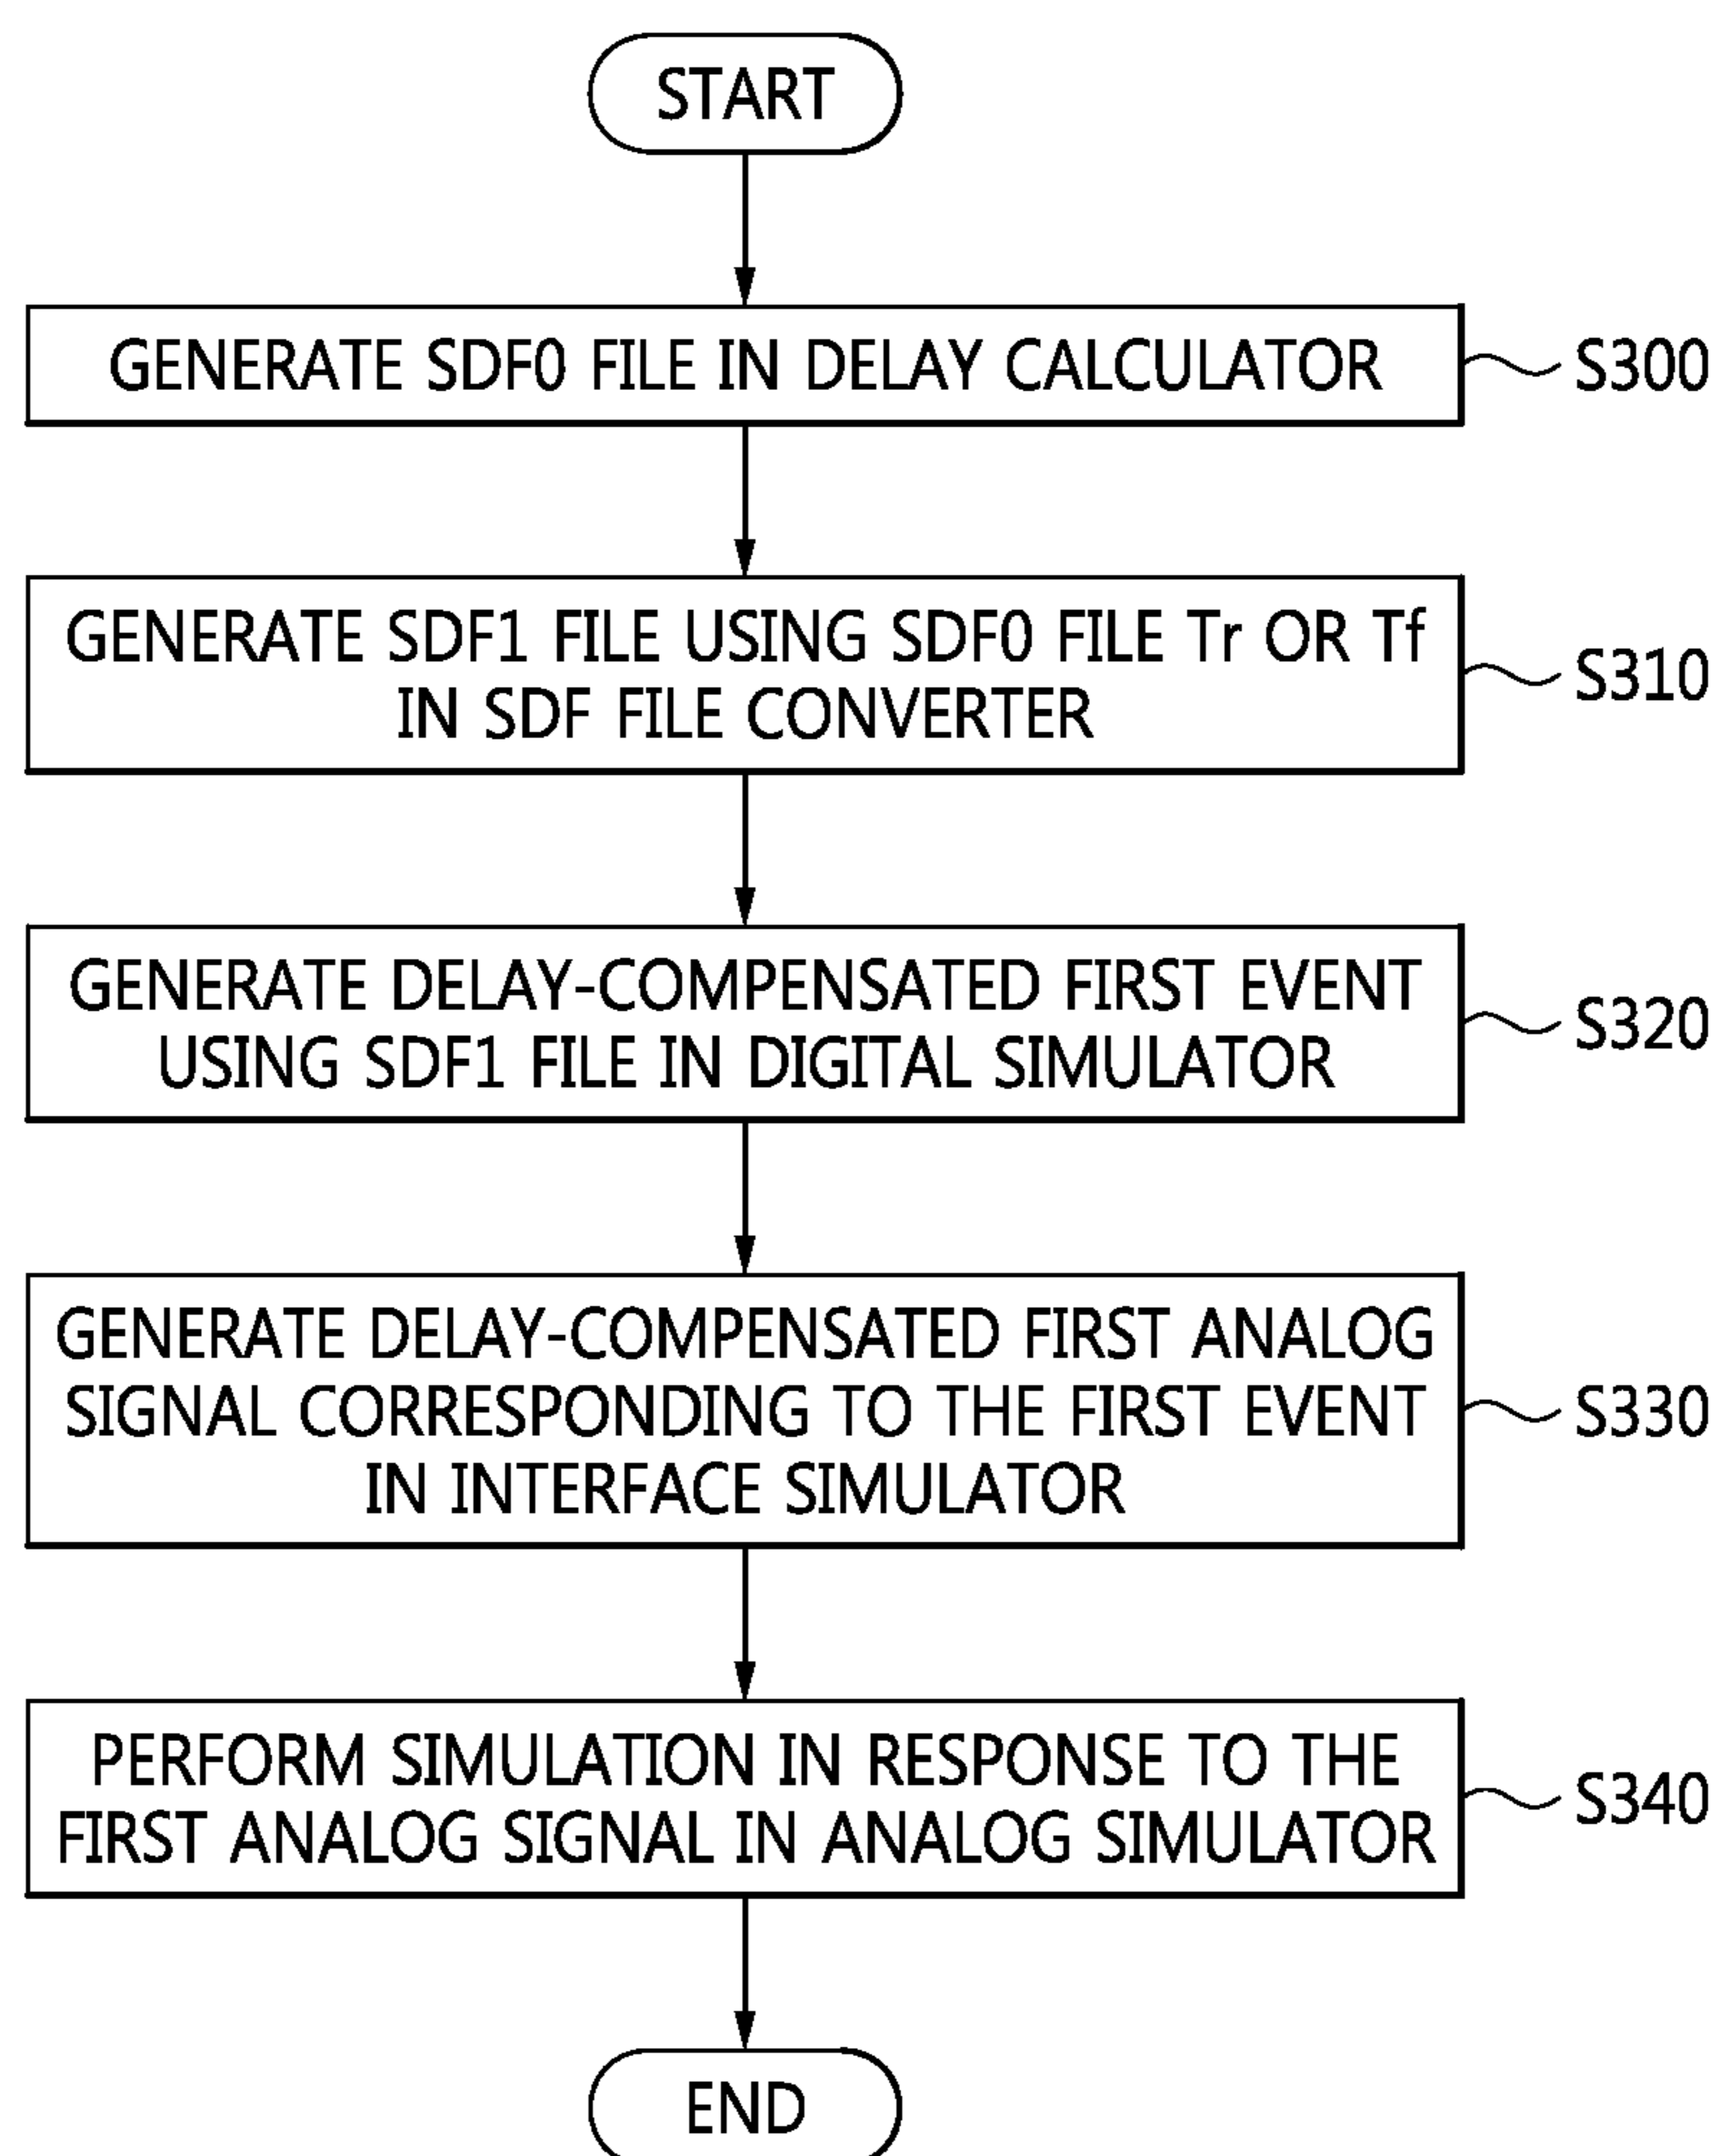 START
GENERATE SDF0 FILE IN DELAY CALCULATOR
S300
GENERATE SDF1 FILE USING SDF0 FILE Tr OR Tf
IN SDF FILE CONVERTER
S310
GENERATE DELAY-COMPENSATED FIRST EVENT
USING SDF1 FILE IN DIGITAL SIMULATOR
S320
GENERATE DELAY-COMPENSATED FIRST ANALOG
SIGNAL CORRESPONDING TO THE FIRST EVENT
IN INTERFACE SIMULATOR
S330
PERFORM SIMULATION IN RESPONSE TO THE
FIRST ANALOG SIGNAL IN ANALOG SIMULATOR
S340
END